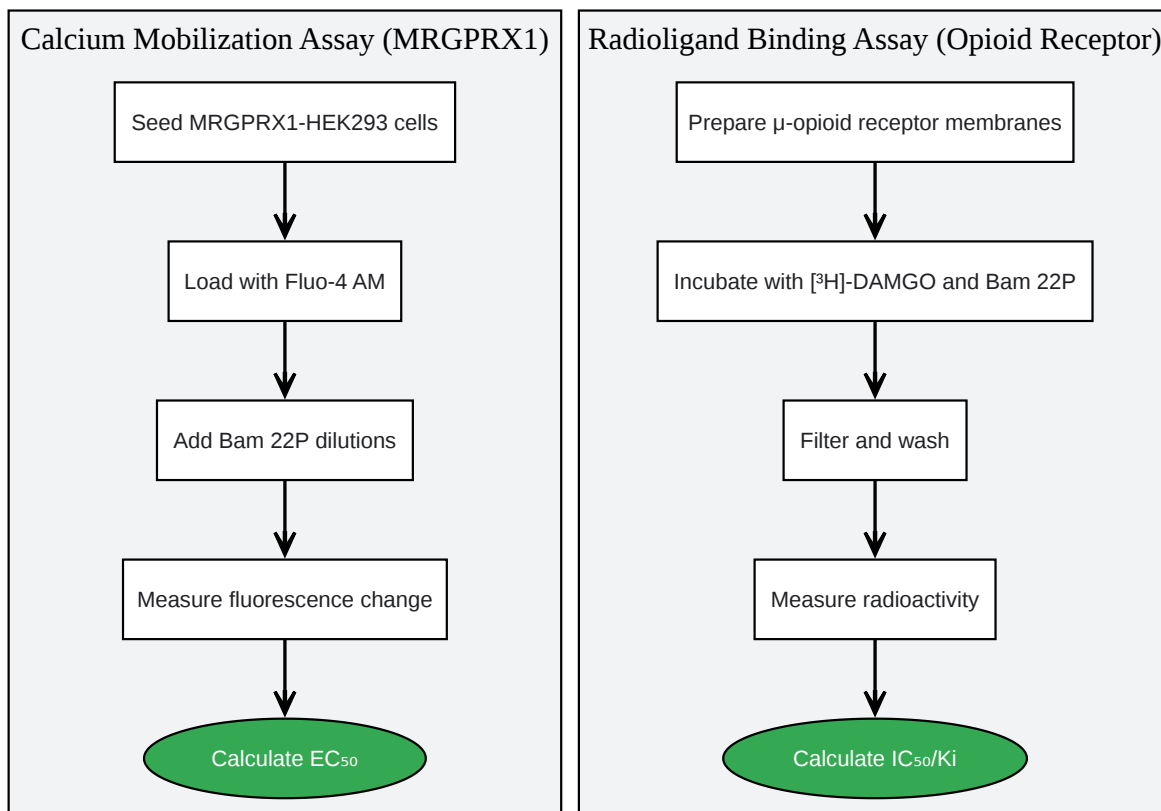 Calcium Mobilization Assay (MRGPRX1)
Seed MRGPRX1-HEK293 cells
Load with Fluo-4 AM
Add Bam 22P dilutions
Measure fluorescence change
Calculate EC₅₀
Radioligand Binding Assay (Opioid Receptor)
Prepare μ-opioid receptor membranes
Incubate with [³H]-DAMGO and Bam 22P
Filter and wash
Measure radioactivity
Calculate IC₅₀/Ki